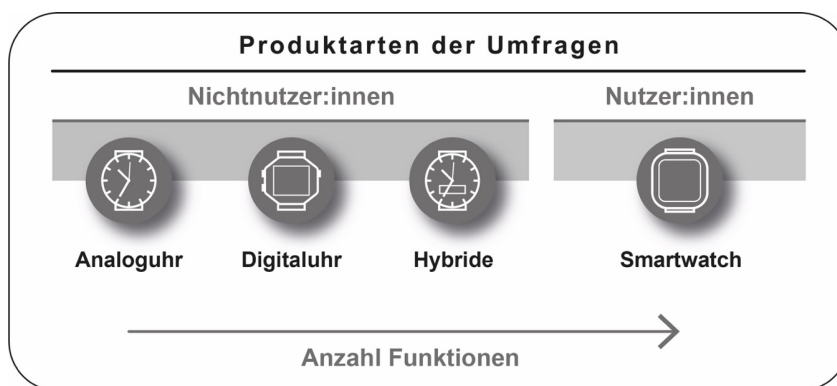 Produktarten der Umfragen
Nichtnutzer:innen Nutzer:innen
Analoguhr Digitaluhr Hybride Smartwatch
Anzahl Funktionen